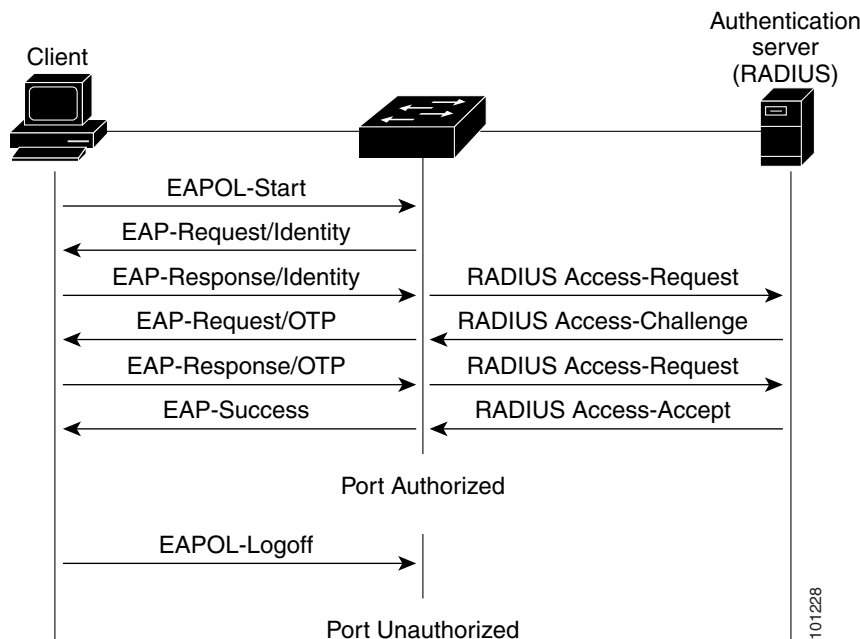 Authentication
server
(RADIUS)
Client
EAPOL-Start
EAP-Request/Identity
EAP-Response/Identity
RADIUS Access-Request
EAP-Request/OTP
RADIUS Access-Challenge
EAP-Response/OTP
RADIUS Access-Request
EAP-Success
RADIUS Access-Accept
Port Authorized
EAPOL-Logoff
Port Unauthorized
101228